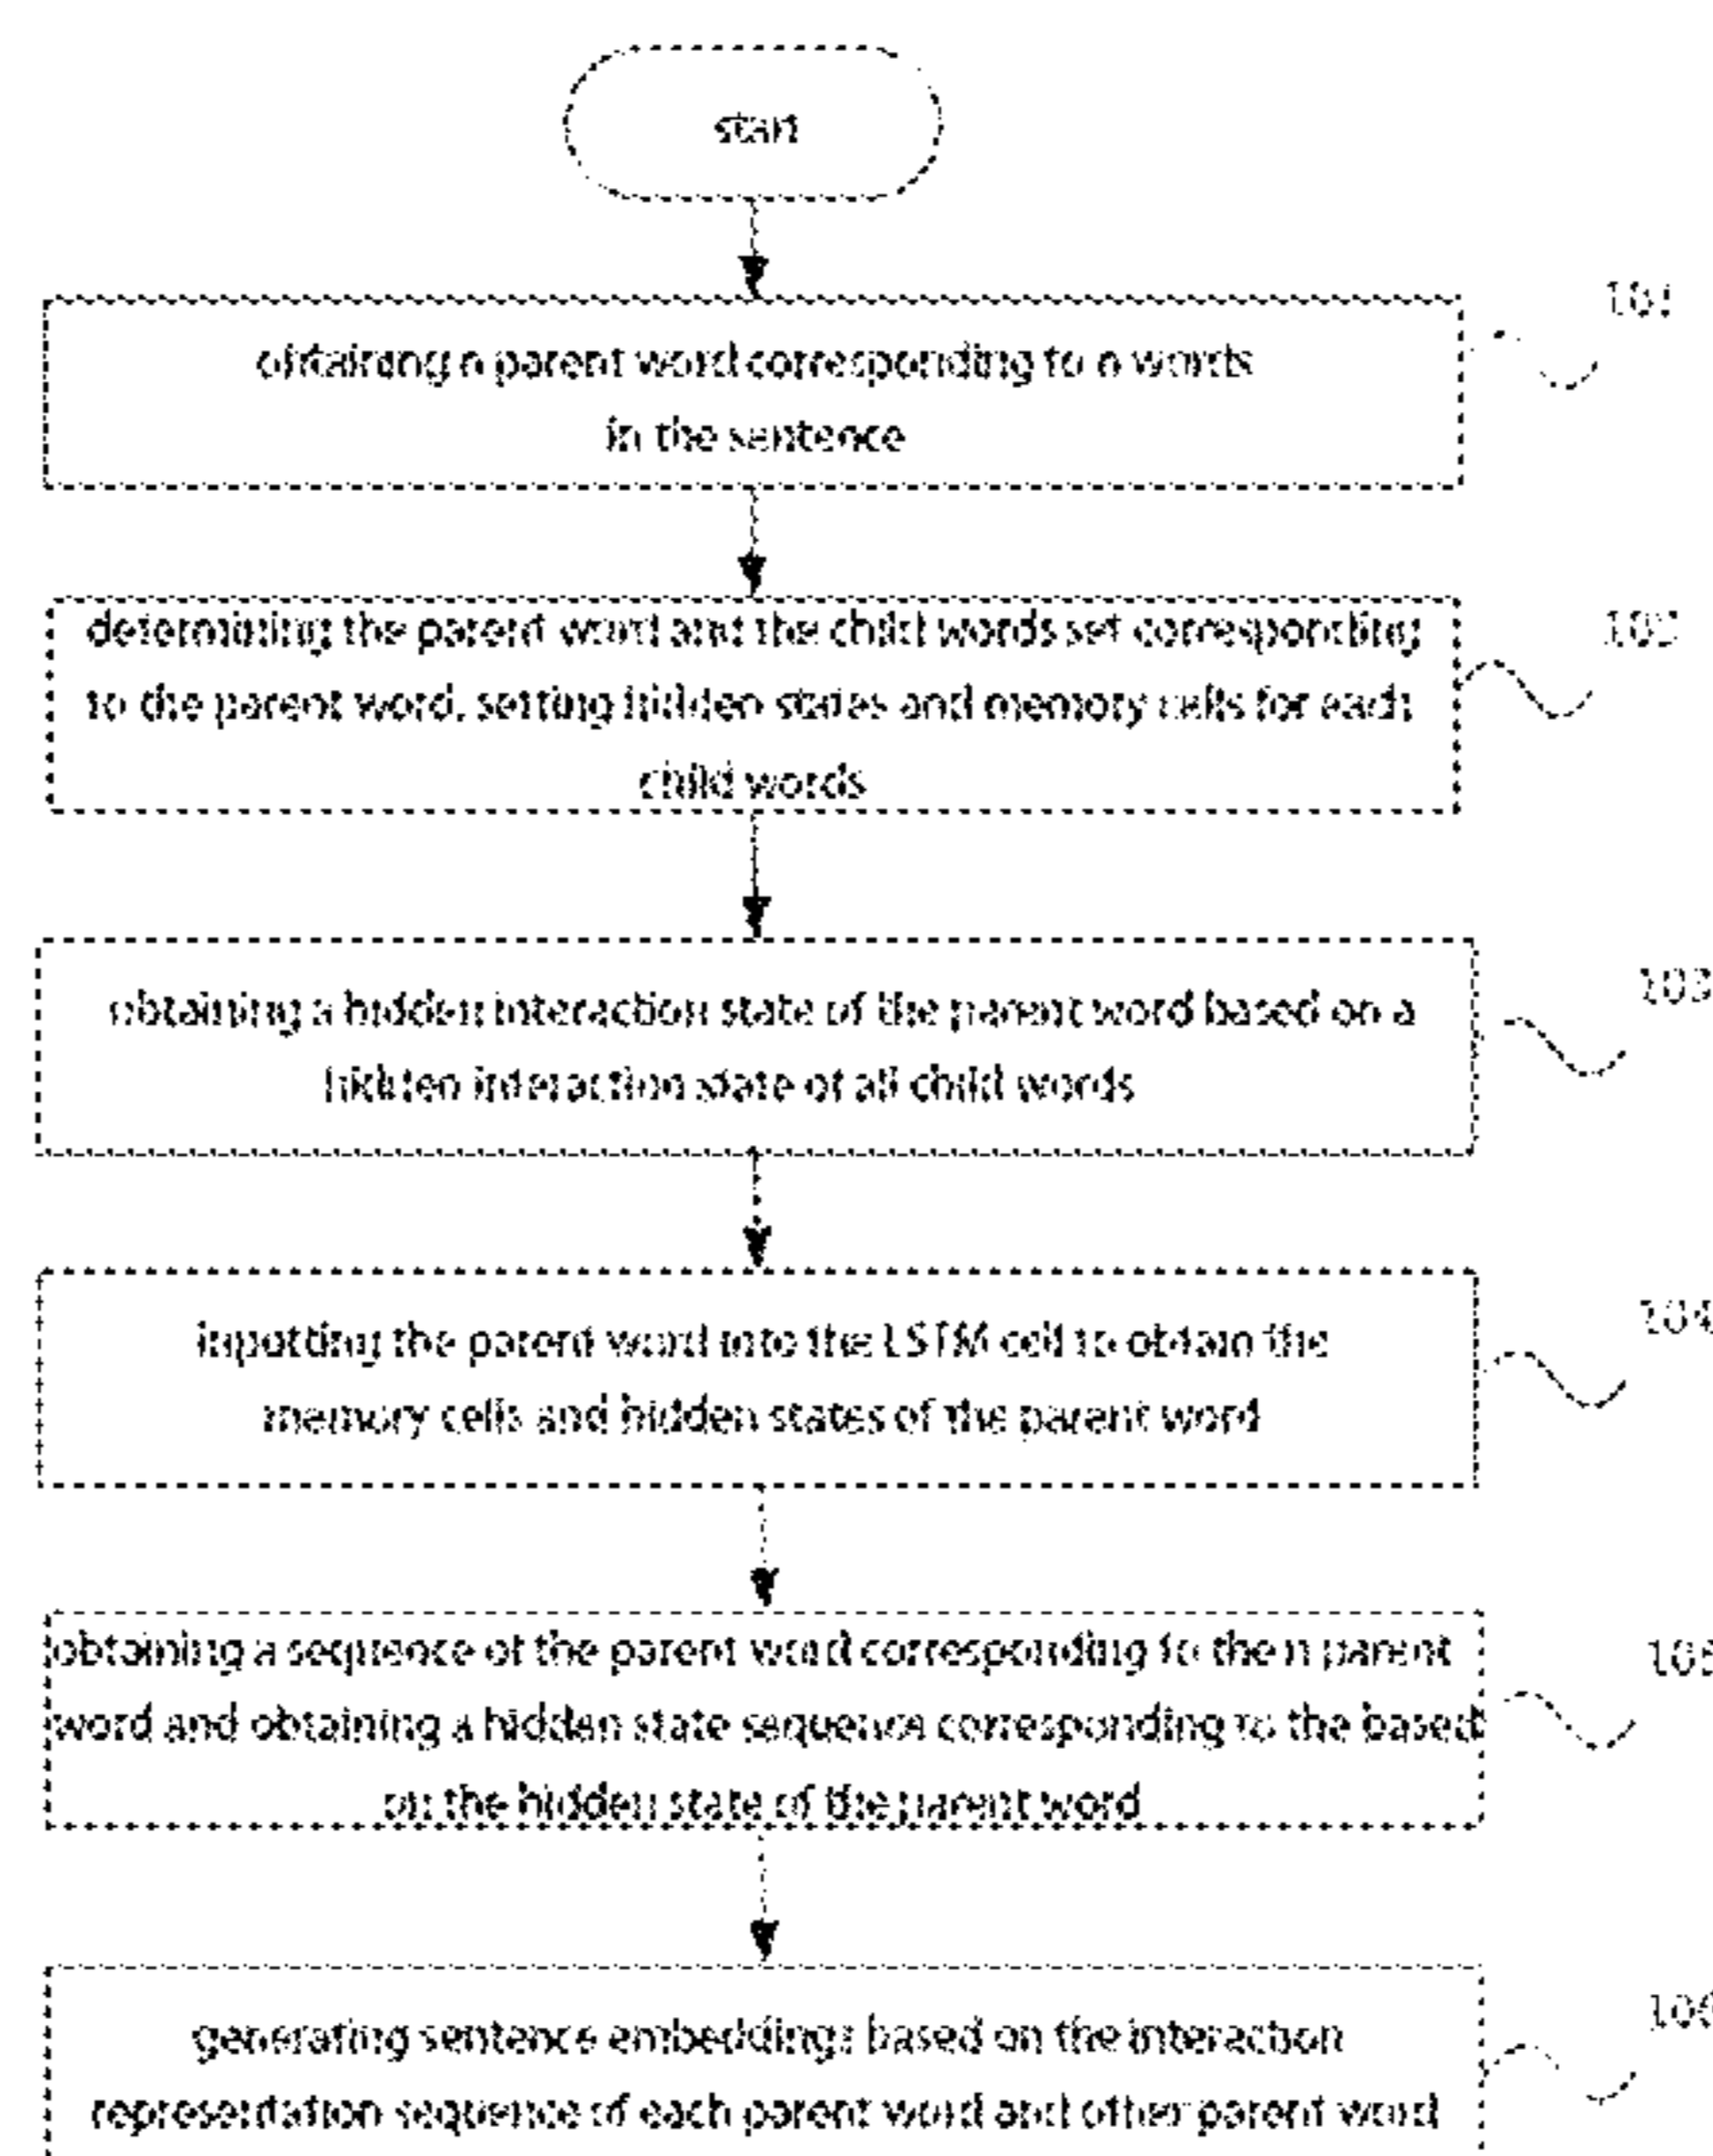 start
101
obtaining n parent word corresponding to n words
in the sentence
102
determining the parent word and the child words set corresponding
to the parent word, setting hidden states and memory cells for each
child words
103
obtaining a hidden interaction state of the parent word based on a
hidden interaction state of all child words
104
inputting the parent word into the LSTM cell to obtain the
memory cells and hidden states of the parent word
105
obtaining a sequence of the parent word corresponding to the n parent
word and obtaining a hidden state sequence corresponding to the based
on the hidden state of the parent word
106
generating sentence embeddings based on the interaction
representation sequence of each parent word and other parent word